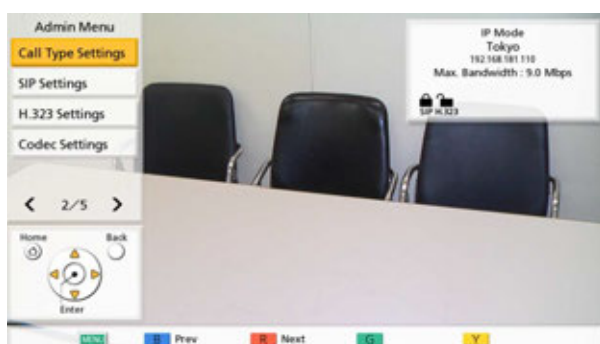 Admin Menu
Call Type Settings
SIP Settings
H.323 Settings
Codec Settings
2/5
Home
Back
Enter
IP Mode
Tokyo
192.168.181.110
Max. Bandwidth : 9.0 Mbps
SIP H.323
MENU
B Prev
R Next
G
Y